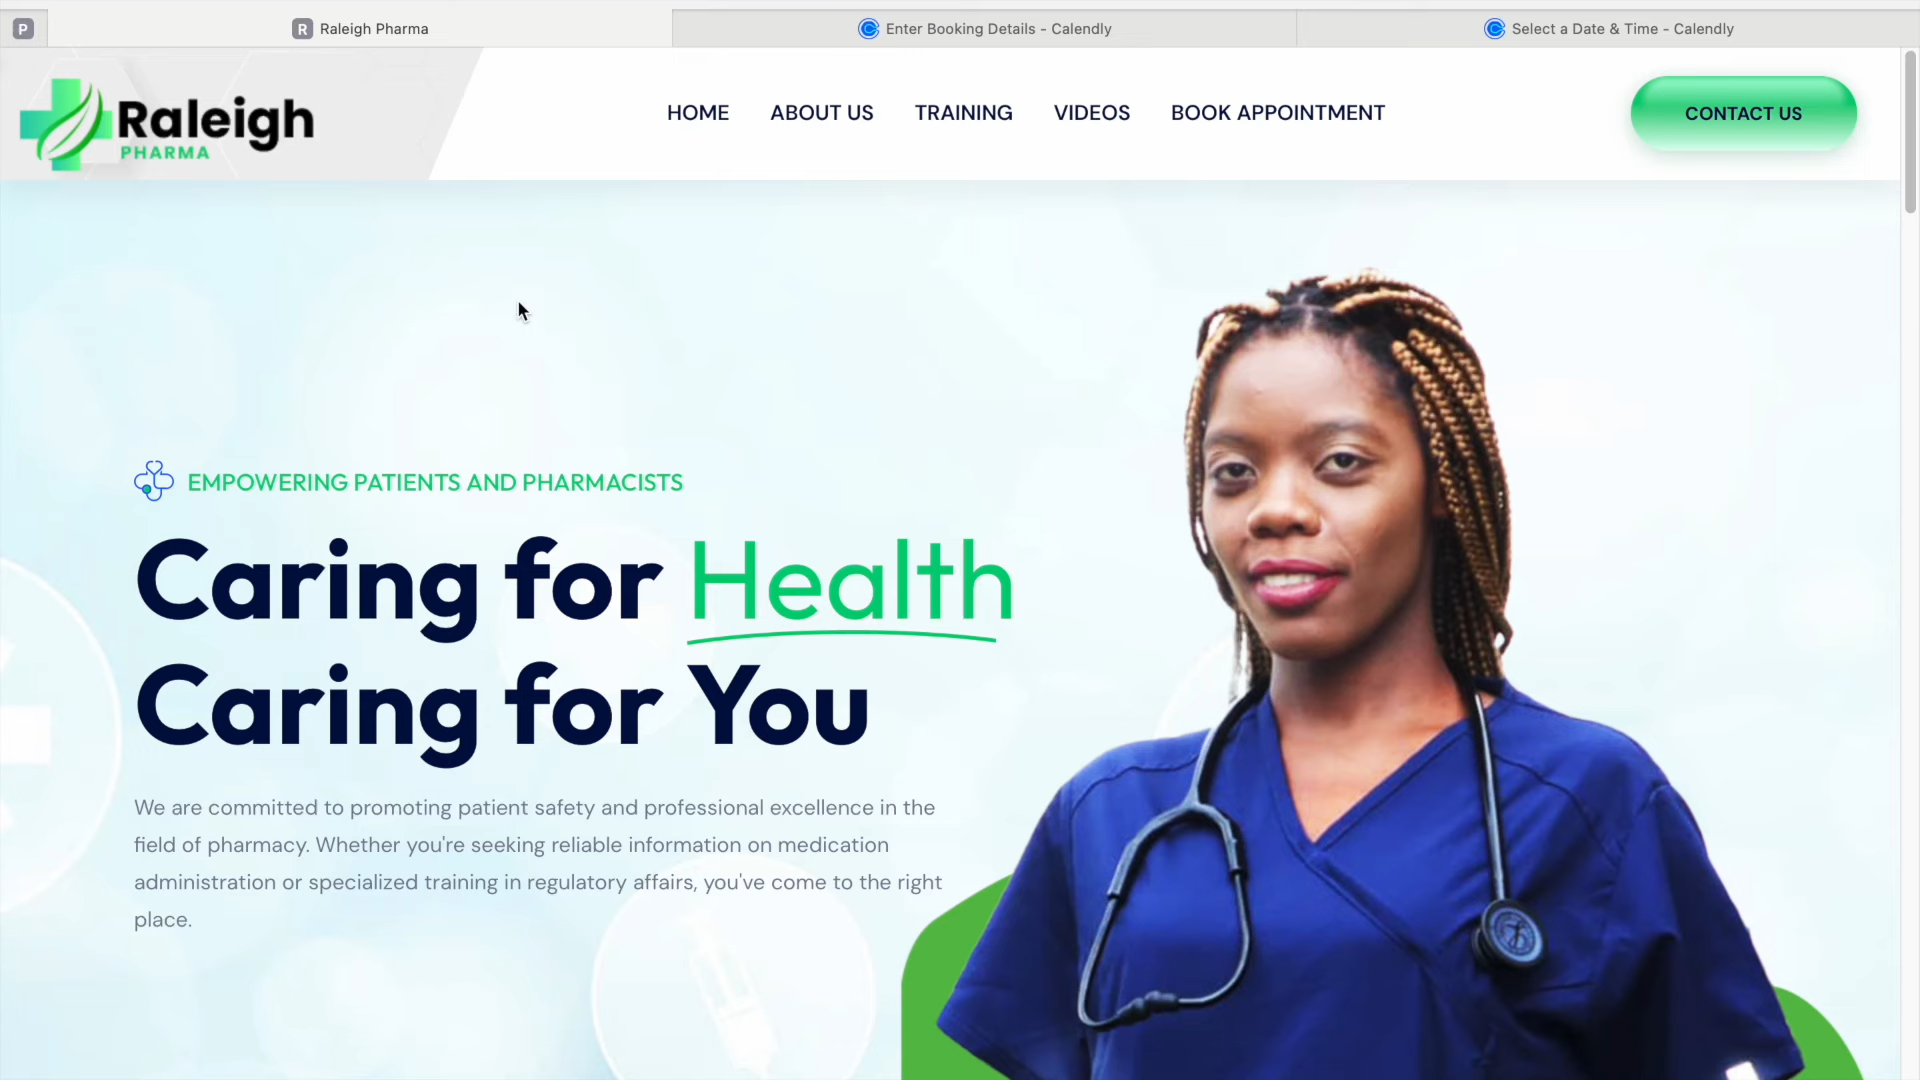 P
R Raleigh Pharma
Enter Booking Details - Calendly
Select a Date & Time - Calendly
Raleigh
PHARMA
HOME
ABOUT US
TRAINING
VIDEOS
BOOK APPOINTMENT
CONTACT US
EMPOWERING PATIENTS AND PHARMACISTS
Caring for Health
Caring for You
We are committed to promoting patient safety and professional excellence in the
field of pharmacy. Whether you're seeking reliable information on medication
administration or specialized training in regulatory affairs, you've come to the right
place.